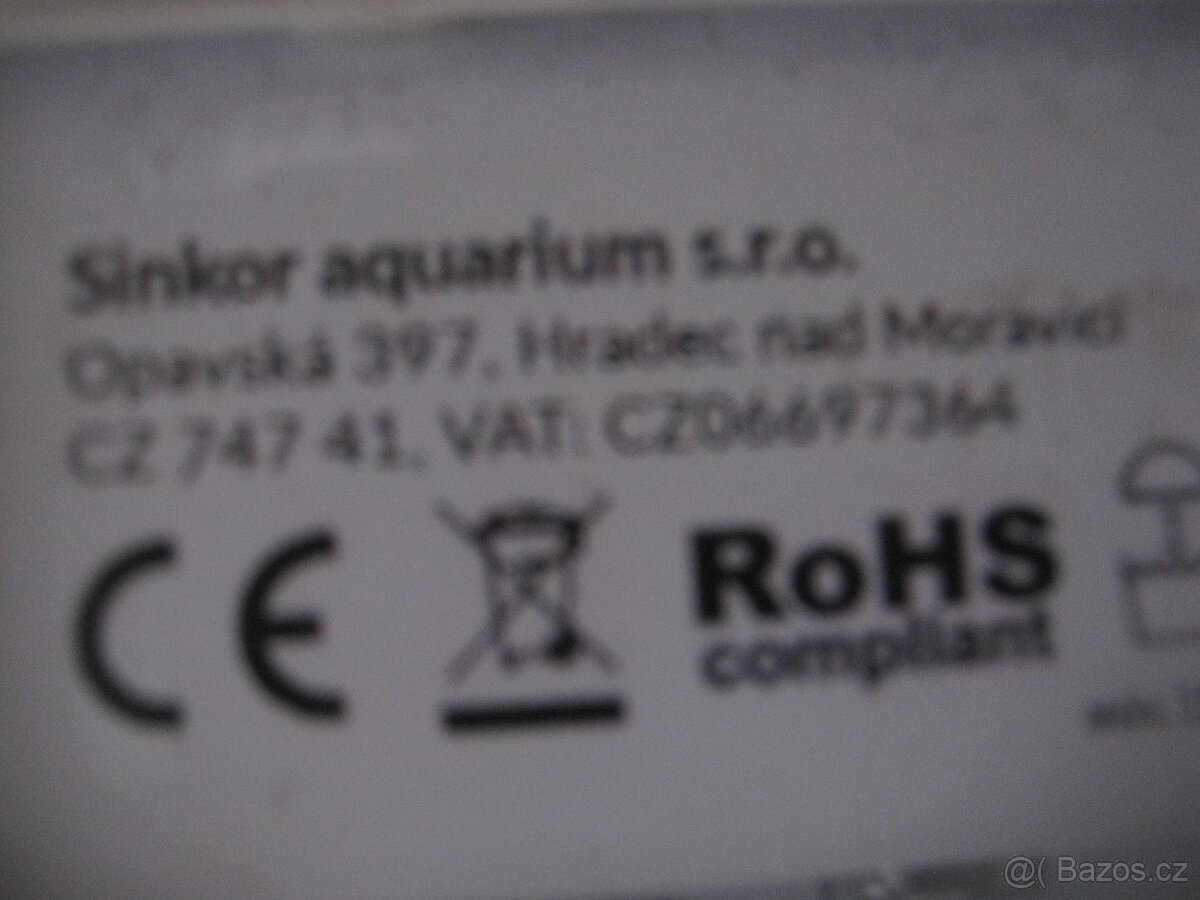 Sinkor aquarium s.r.o.
Opavská 397, Hradec nad Moravicí
CZ 747 41, VAT: CZ06697364
CE
RoHS
compliant
@( Bazos.cz